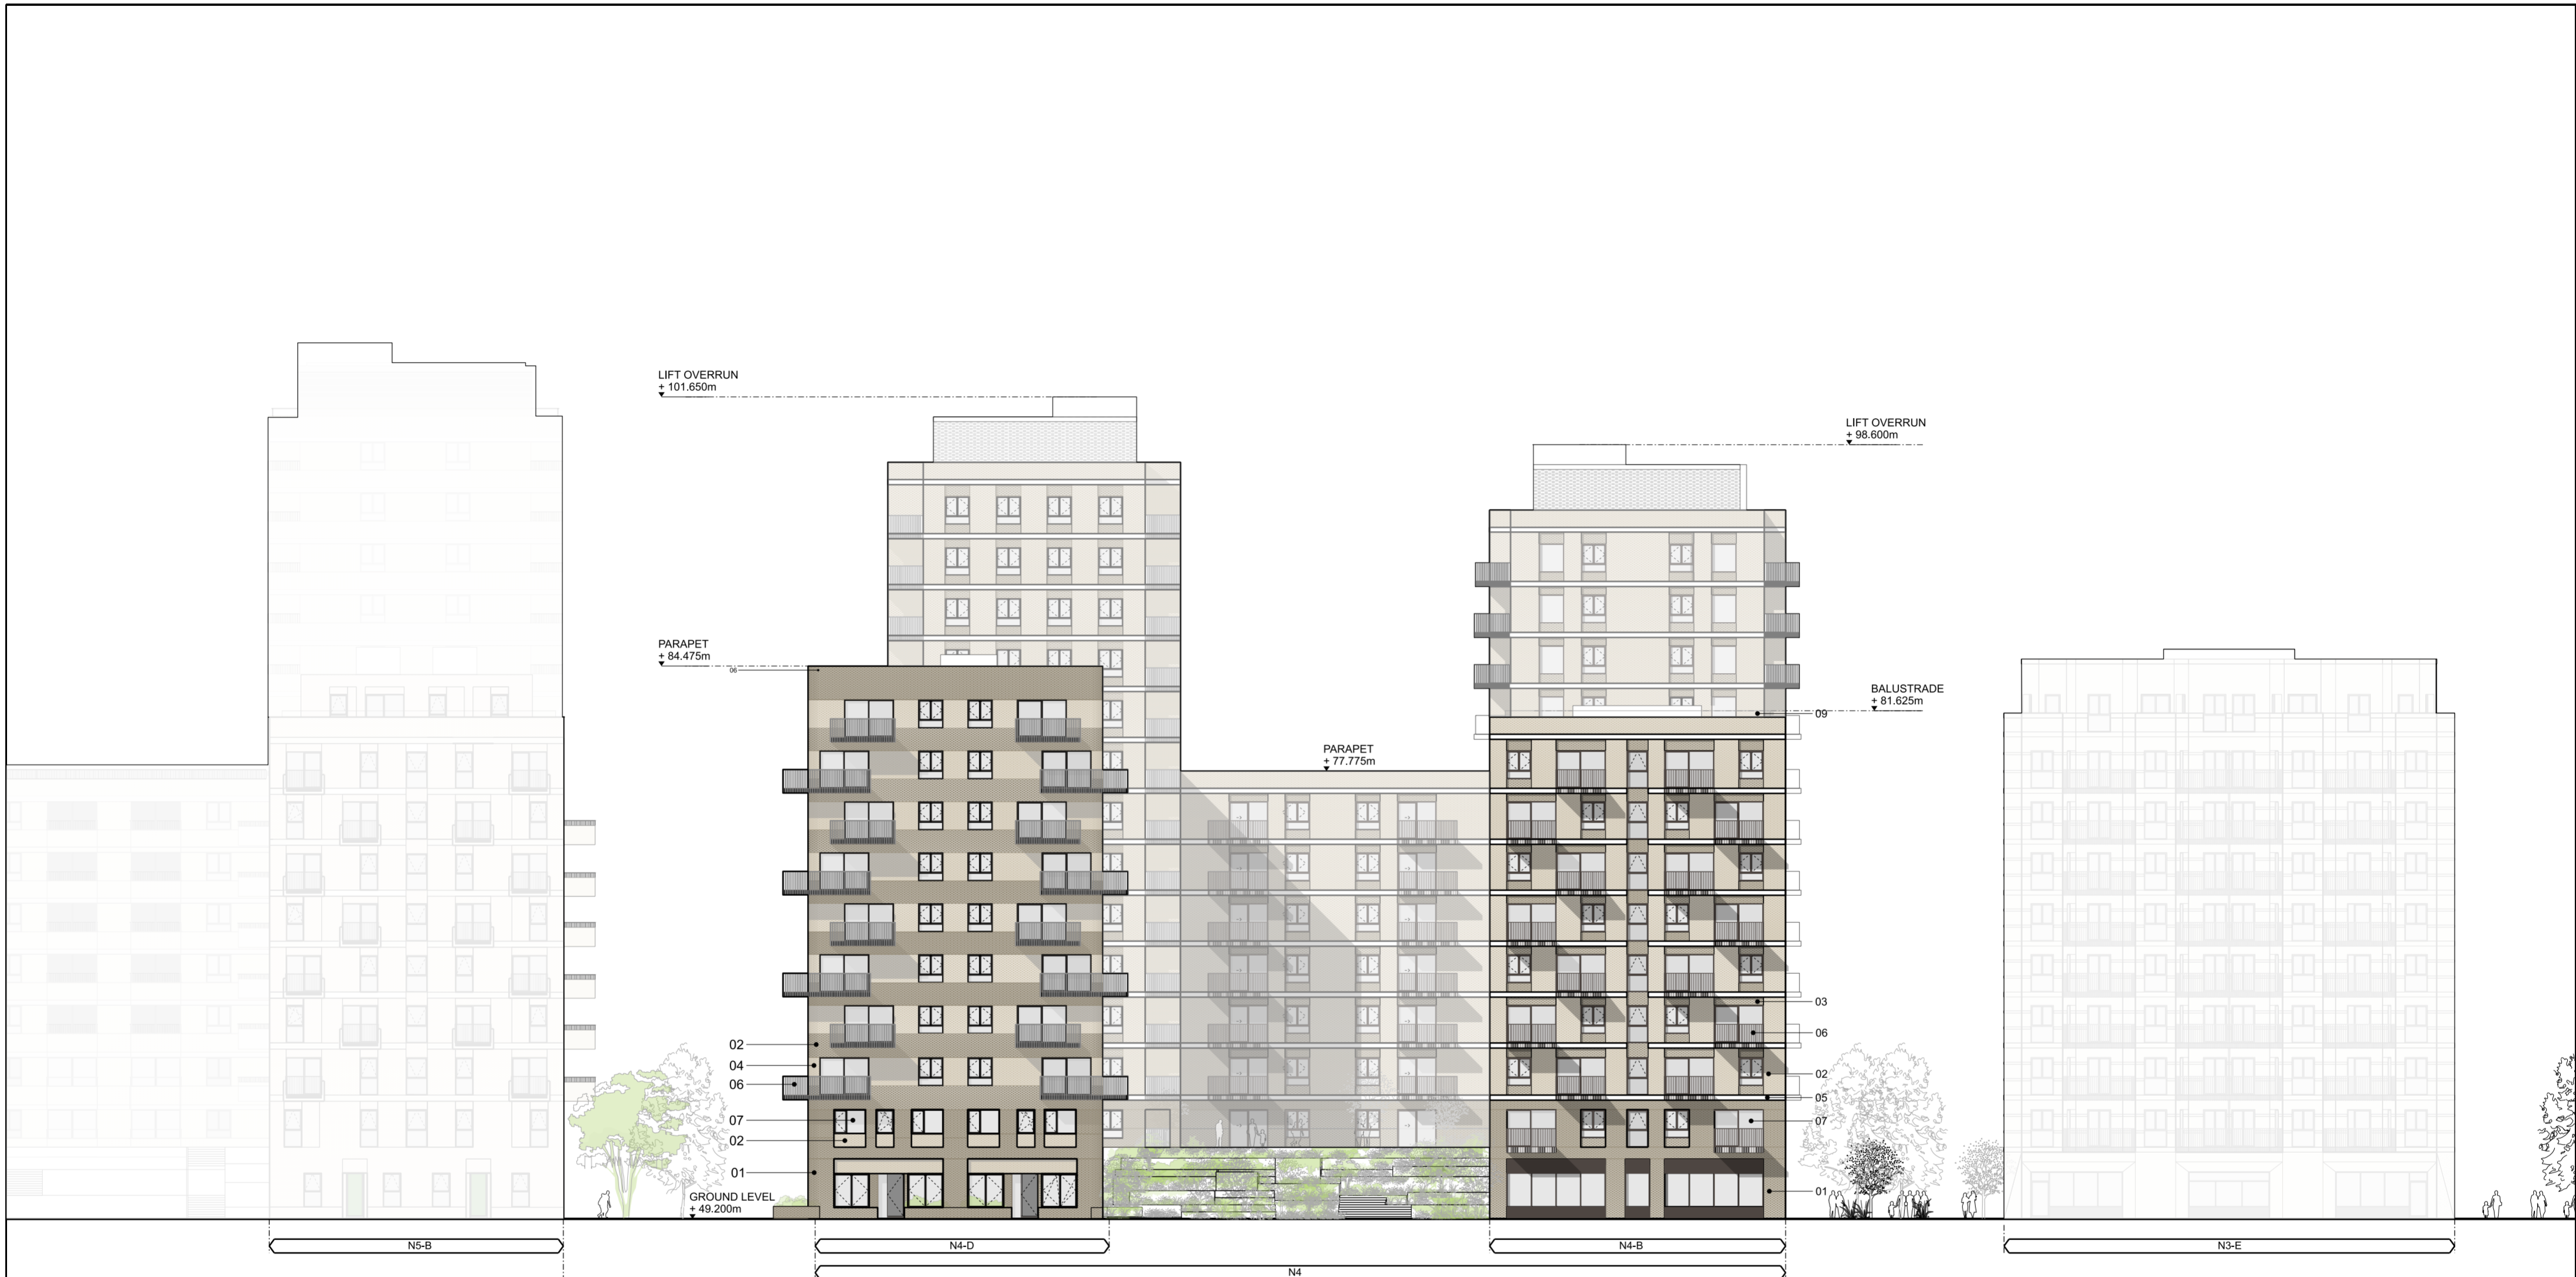 LIFT OVERRUN
+ 101.650m
LIFT OVERRUN
+ 98.600m
PARAPET
+ 84.475m
06
BALUSTRADE
+ 81.625m
09
PARAPET
+ 77.775m
03
06
02
04
06
02
05
07
07
02
01
01
GROUND LEVEL
+ 49.200m
N5-B
N4-D
N4-B
N3-E
N4